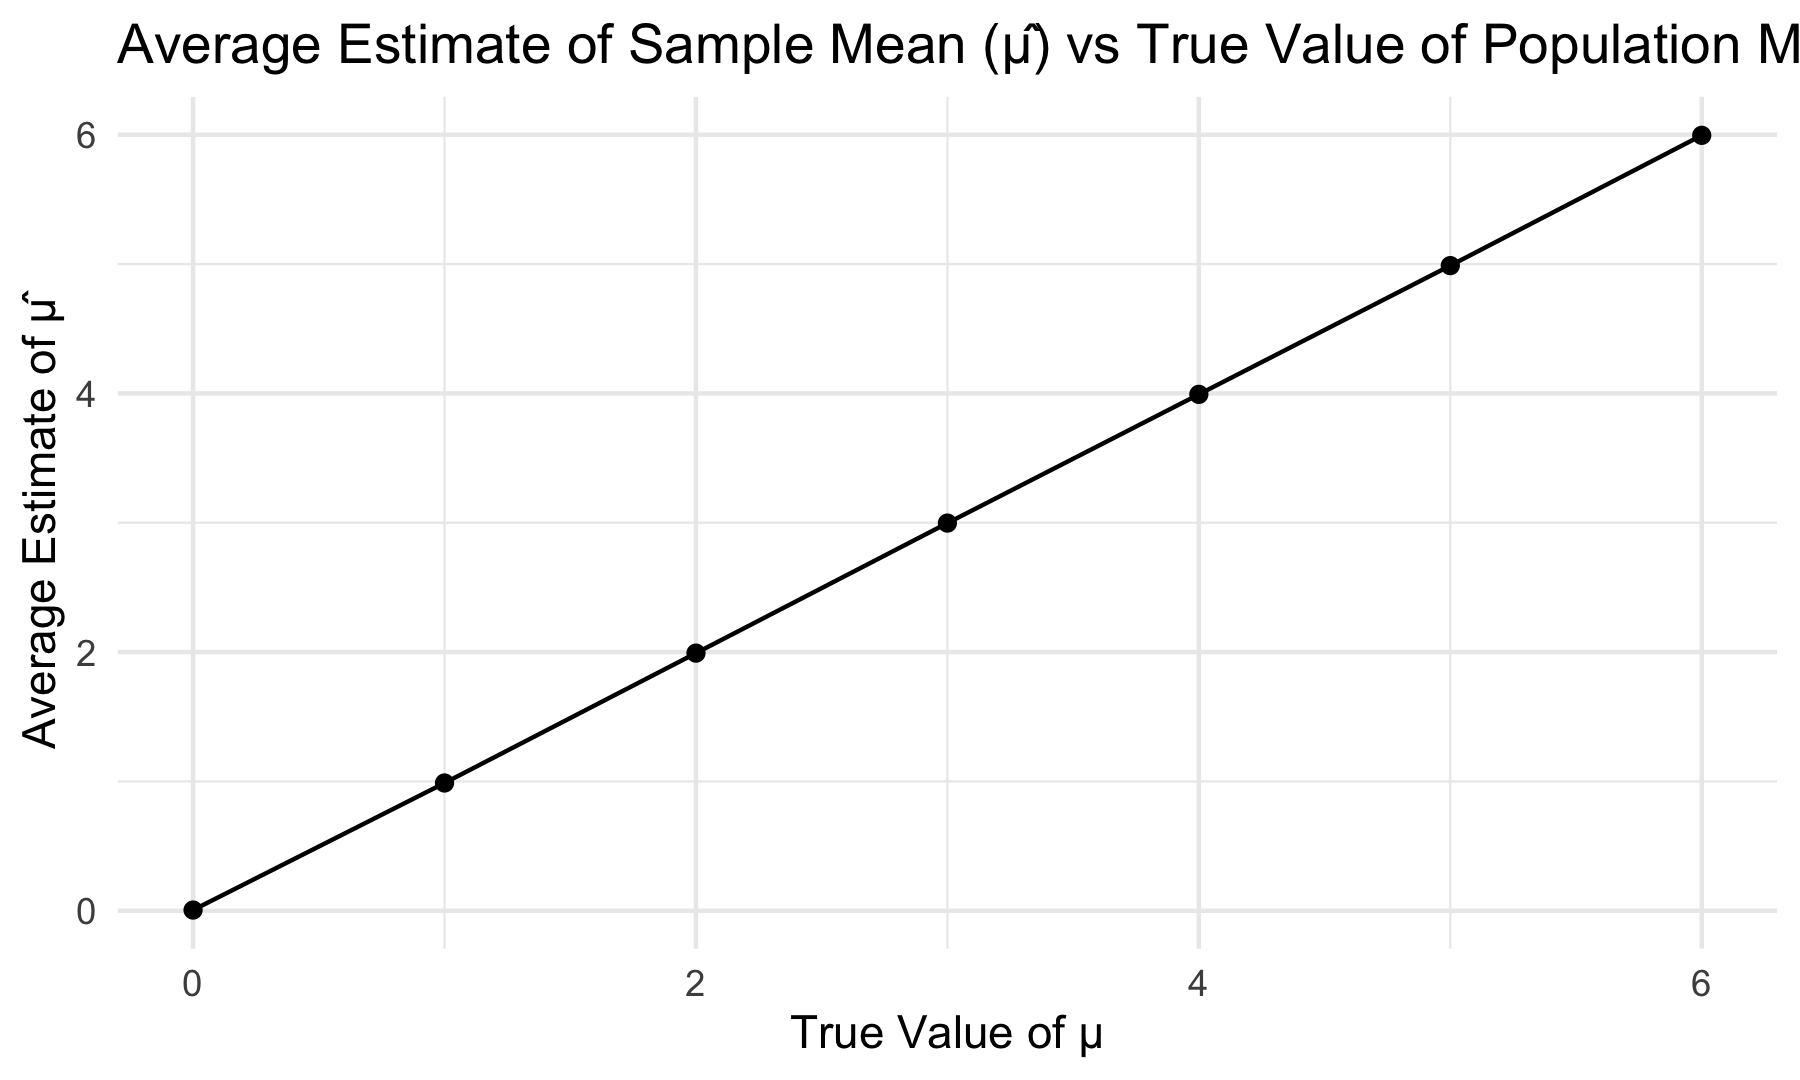 Average Estimate of Sample Mean (μ̂) vs True Value of Population M
6
4
2
0
Average Estimate of μ̂
0 2 4 6
True Value of μ